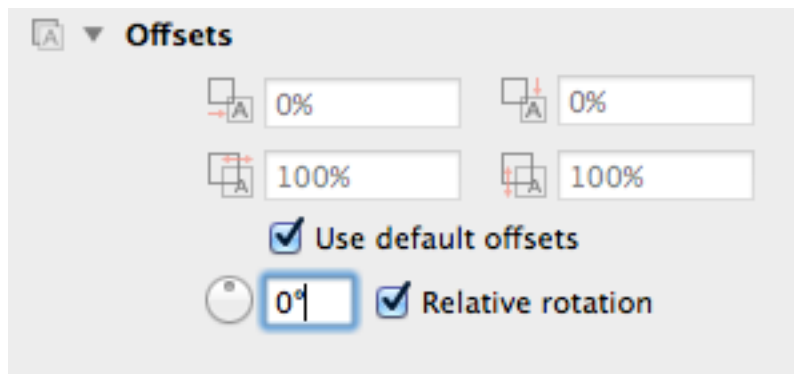 Offsets
0% 0%
100% 100%
Use default offsets
0° Relative rotation